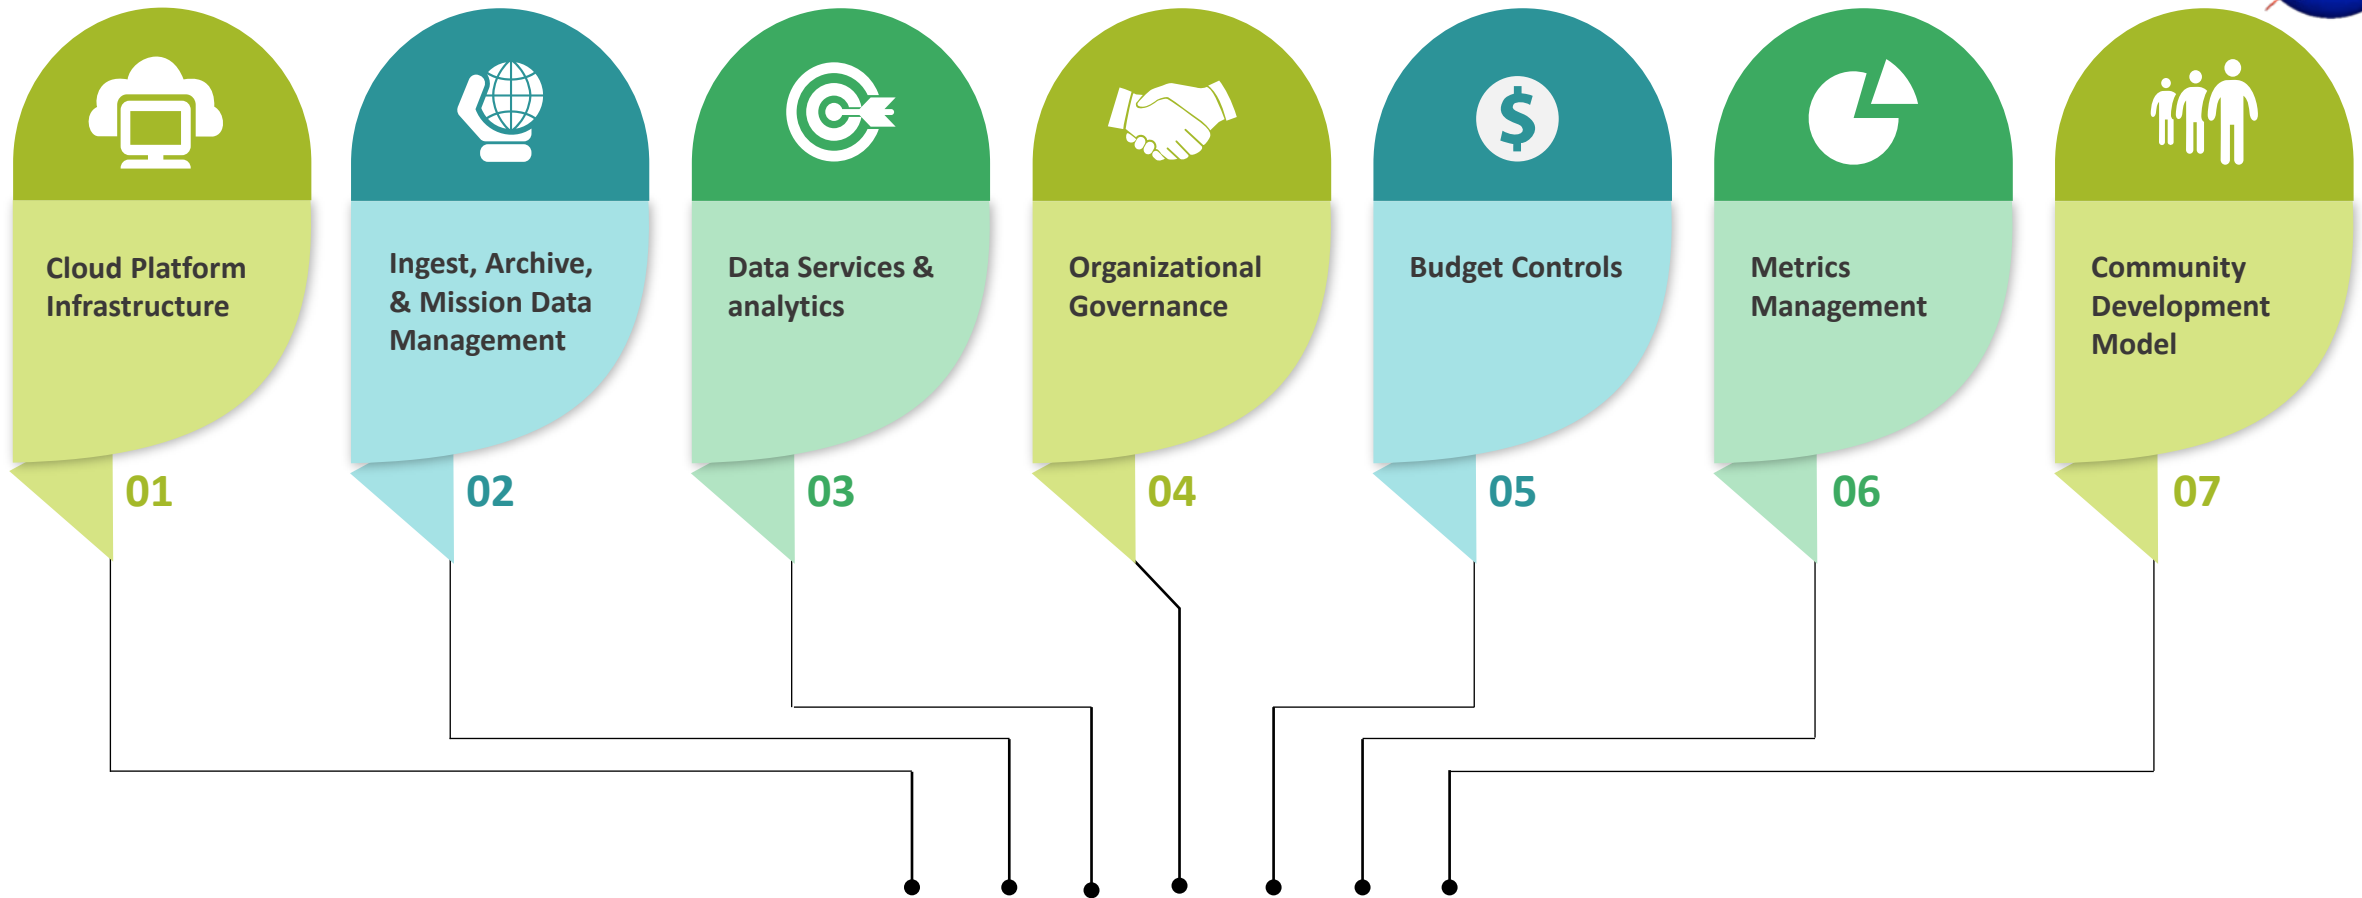 Cloud Platform
Infrastructure
01
Ingest, Archive,
& Mission Data
Management
02
Data Services &
analytics
03
Organizational
Governance
04
$
Budget Controls
05
Metrics
Management
06
Community
Development
Model
07